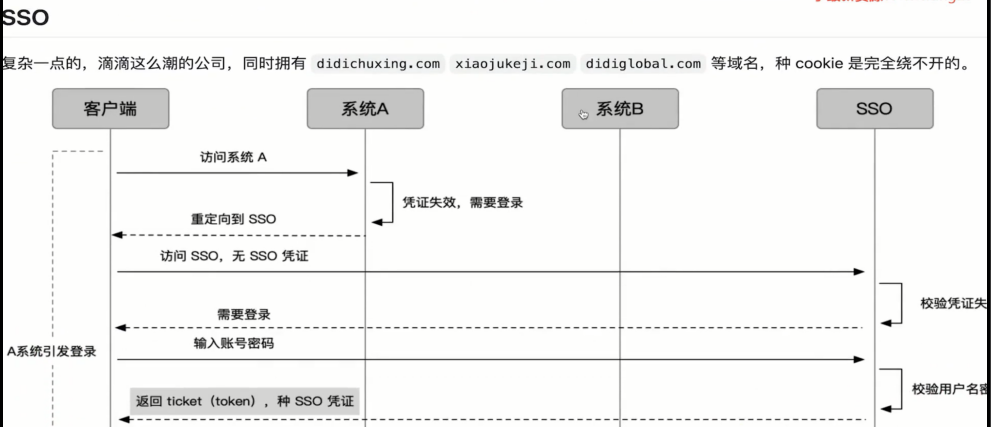 SSO
复杂一点的，滴滴这么潮的公司，同时拥有 didichuxing.com xiaojukeji.com didiglobal.com 等域名，种 cookie 是完全绕不开的。
客户端 系统A 系统B SSO
访问系统 A
凭证失效，需要登录
重定向到 SSO
访问 SSO，无 SSO 凭证
校验凭证失
需要登录
输入账号密码
A系统引发登录
校验用户名密
返回 ticket（token），种 SSO 凭证